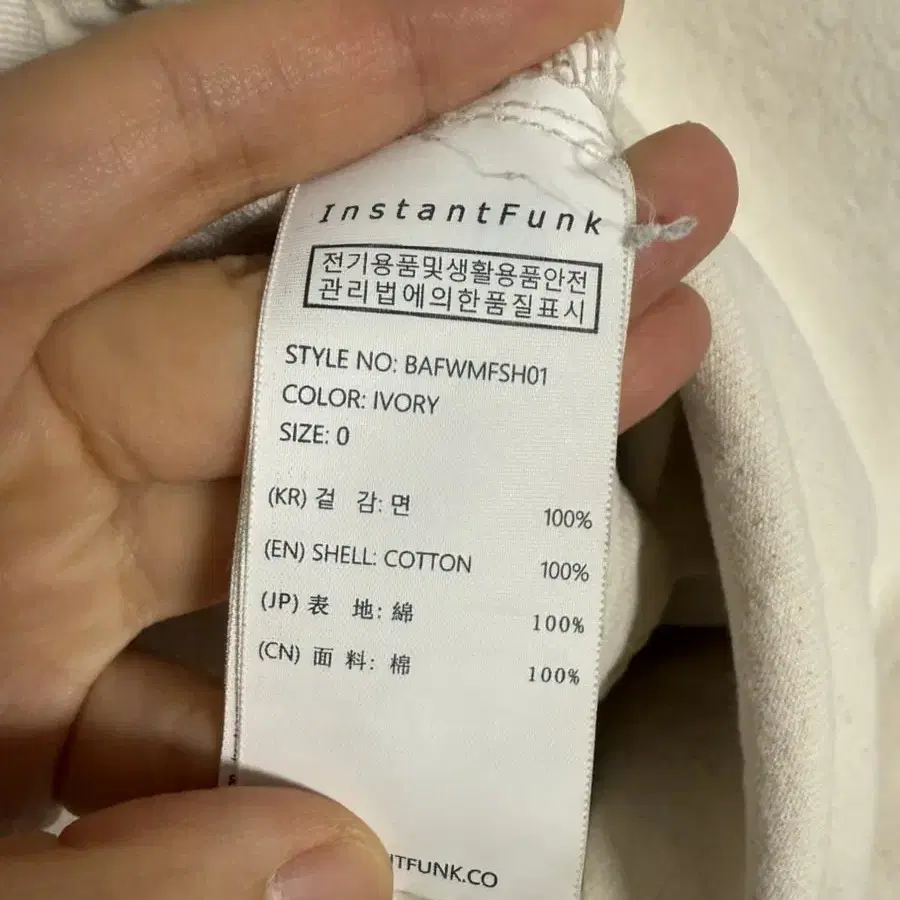 InstantFunk
전기용품및생활용품안전
관리법에의한품질표시
STYLE NO: BAFWMFSH01
COLOR: IVORY
SIZE: 0
(KR) 겉 감: 면 100%
(EN) SHELL: COTTON 100%
(JP) 表 地: 綿 100%
(CN) 面 料: 棉 100%